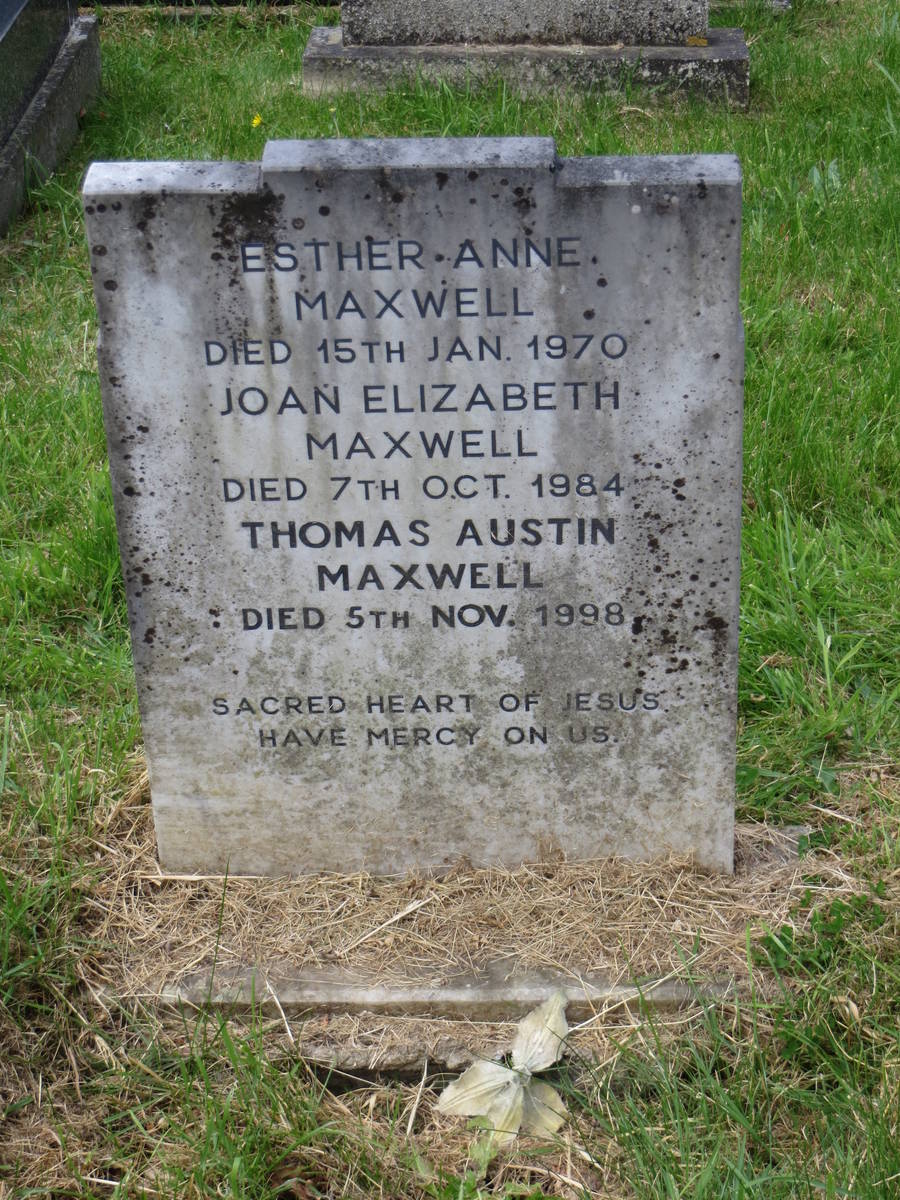 ESTHER ANNE
MAXWELL
DIED 15TH JAN. 1970
JOAN ELIZABETH
MAXWELL
DIED 7TH OCT. 1984
THOMAS AUSTIN
MAXWELL
DIED 5TH NOV. 1998
SACRED HEART OF JESUS
HAVE MERCY ON US.